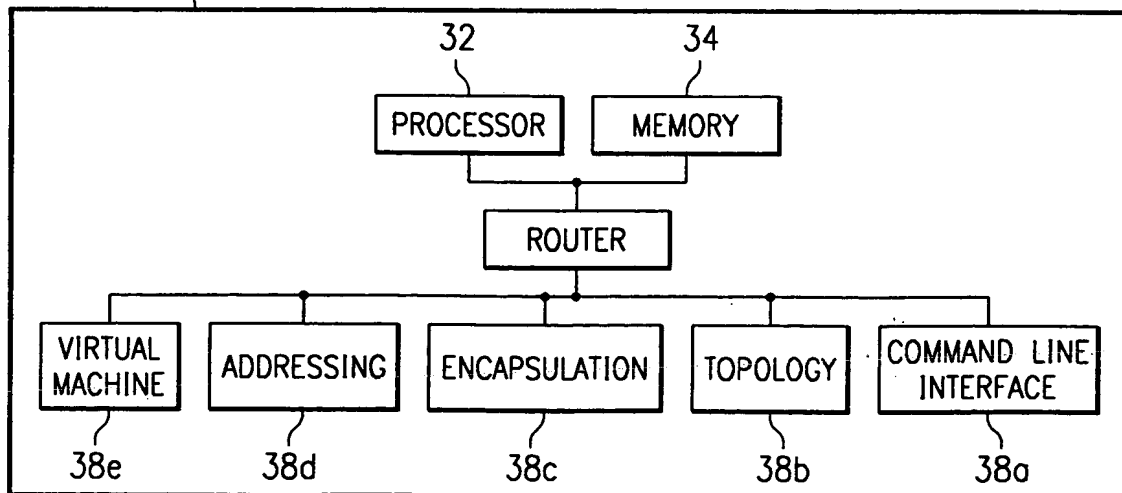 32 34
PROCESSOR MEMORY
ROUTER
VIRTUAL
MACHINE
ADDRESSING
ENCAPSULATION
TOPOLOGY
COMMAND LINE
INTERFACE
38e 38d 38c 38b 38a